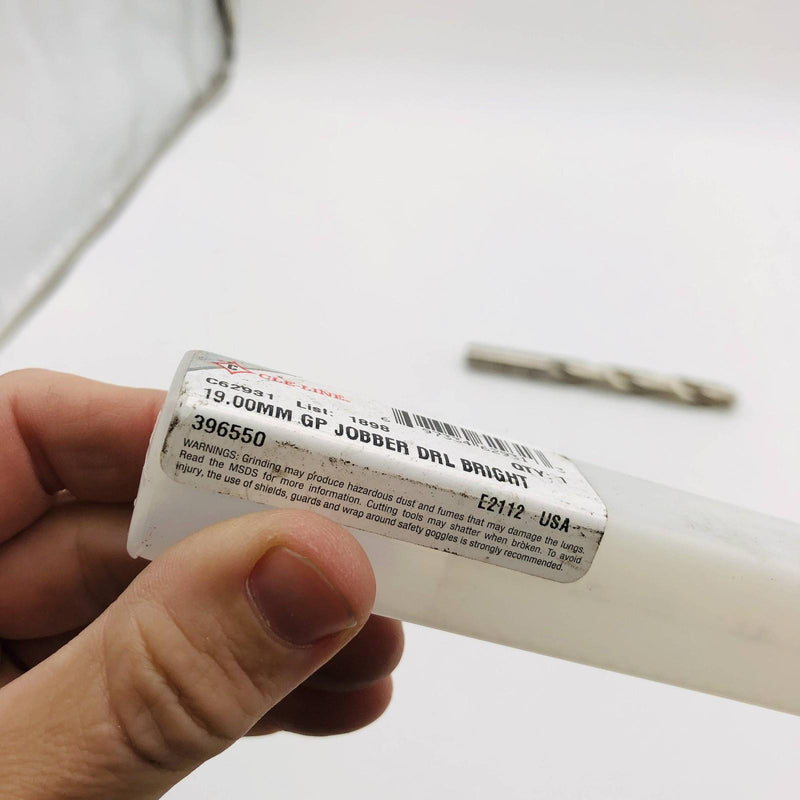 C CLE-LINE
C62931 List: 1898
19.00MM GP JOBBER DRL BRIGHT
396550 QTY: 1
E2112 USA
WARNINGS: Grinding may produce hazardous dust and fumes that may damage the lungs.
Read the MSDS for more information. Cutting tools may shatter when broken. To avoid
injury, the use of shields, guards and wrap around safety goggles is strongly recommended.